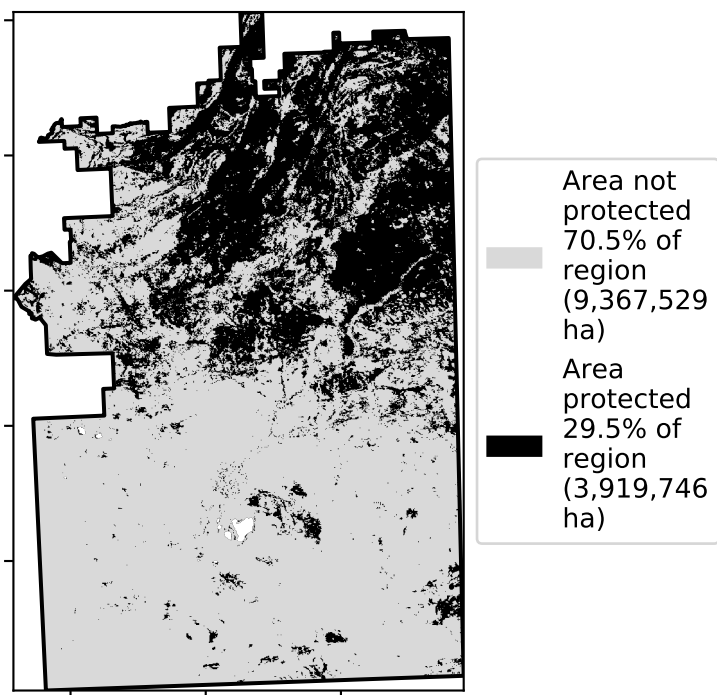 Area not
protected
70.5% of
region
(9,367,529
ha)
Area
protected
29.5% of
region
(3,919,746
ha)